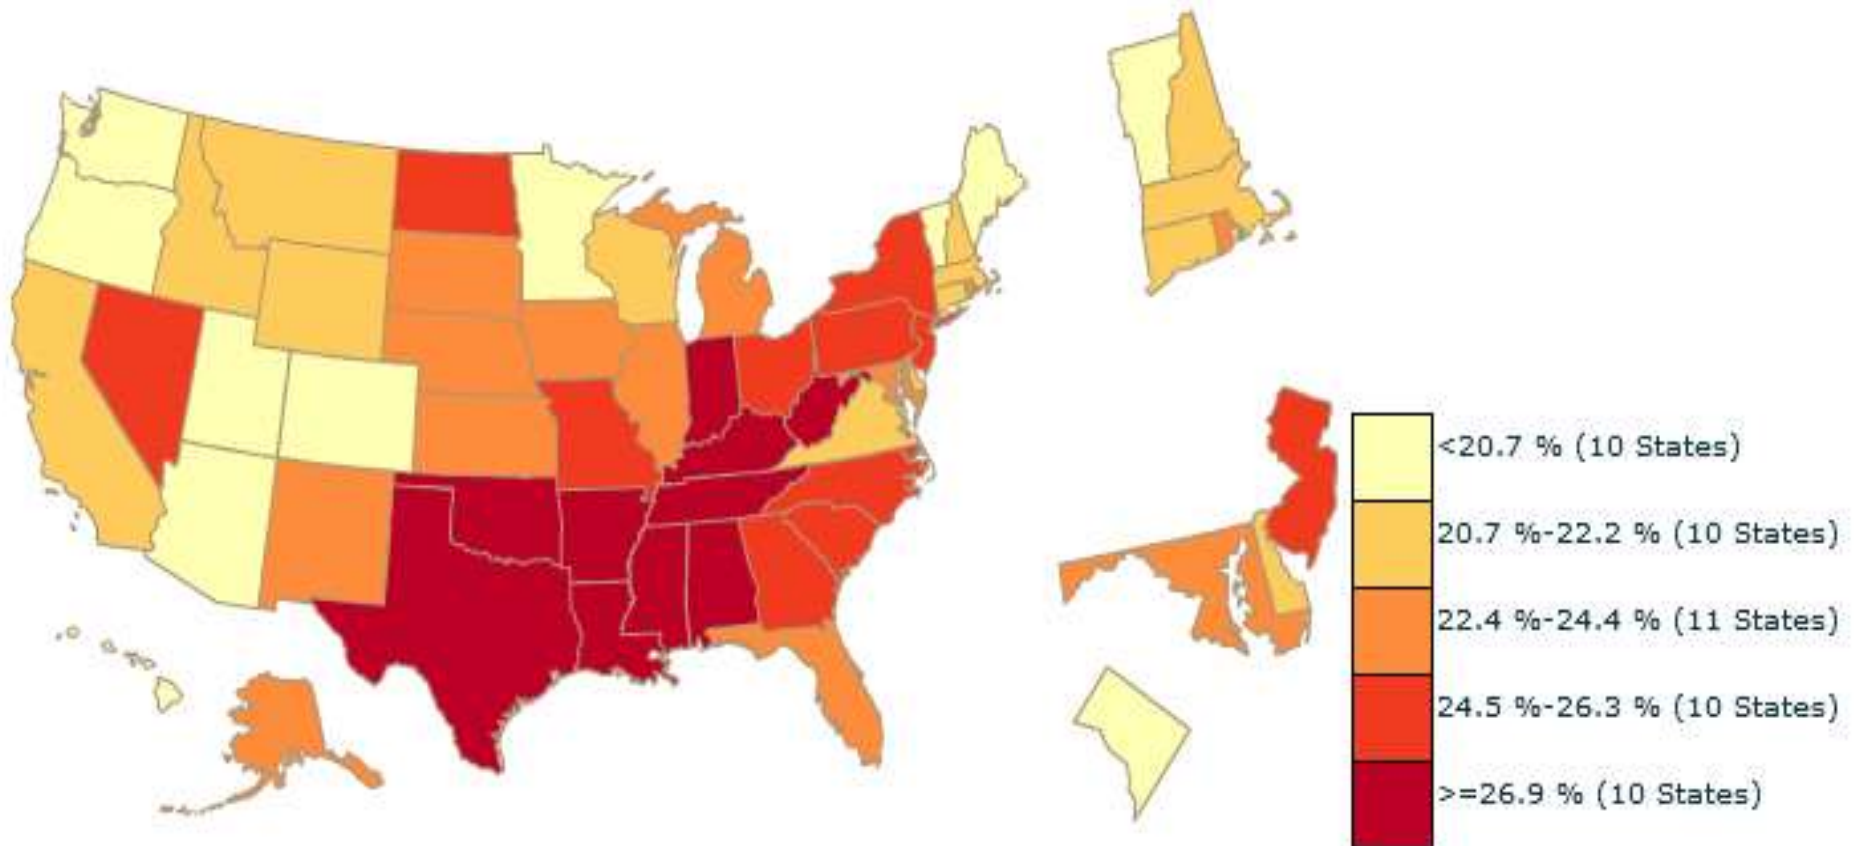 <20.7 % (10 States)
20.7 %-22.2 % (10 States)
22.4 %-24.4 % (11 States)
24.5 %-26.3 % (10 States)
>=26.9 % (10 States)